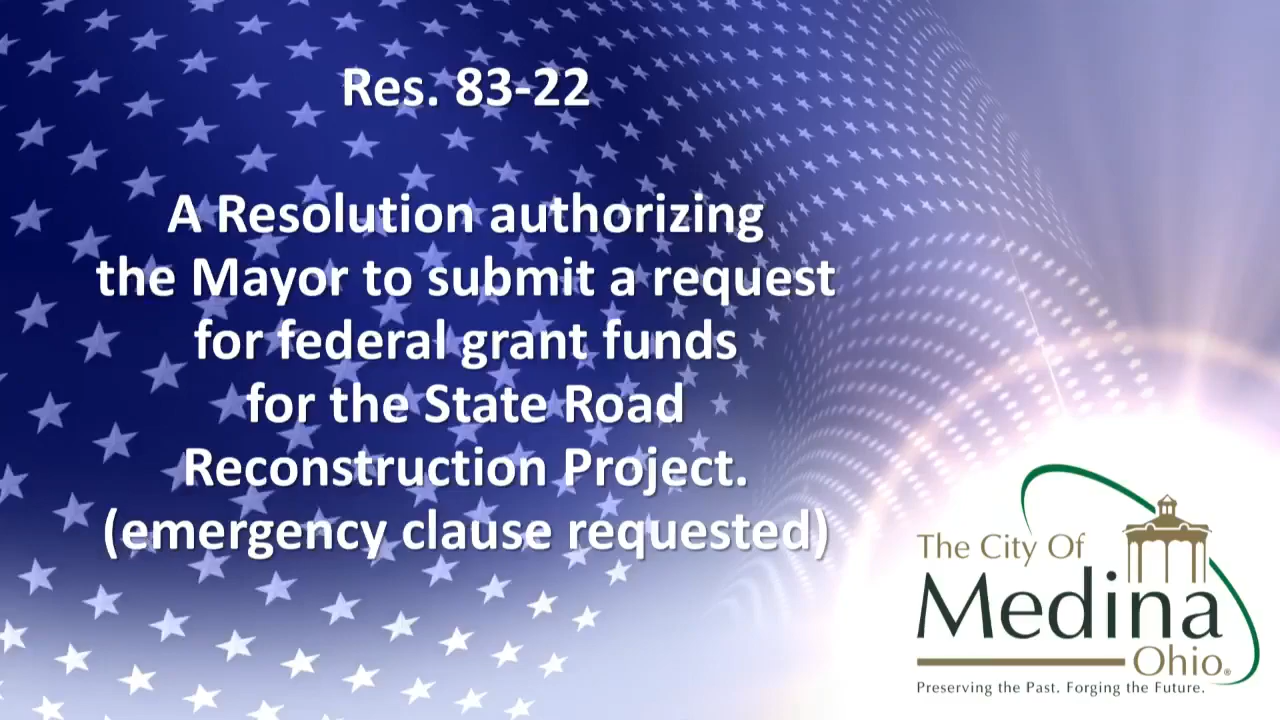 Res. 83-22
A Resolution authorizing
the Mayor to submit a request
for federal grant funds
for the State Road
Reconstruction Project.
(emergency clause requested)
The City Of
Medina
Ohio®
Preserving the Past. Forging the Future.